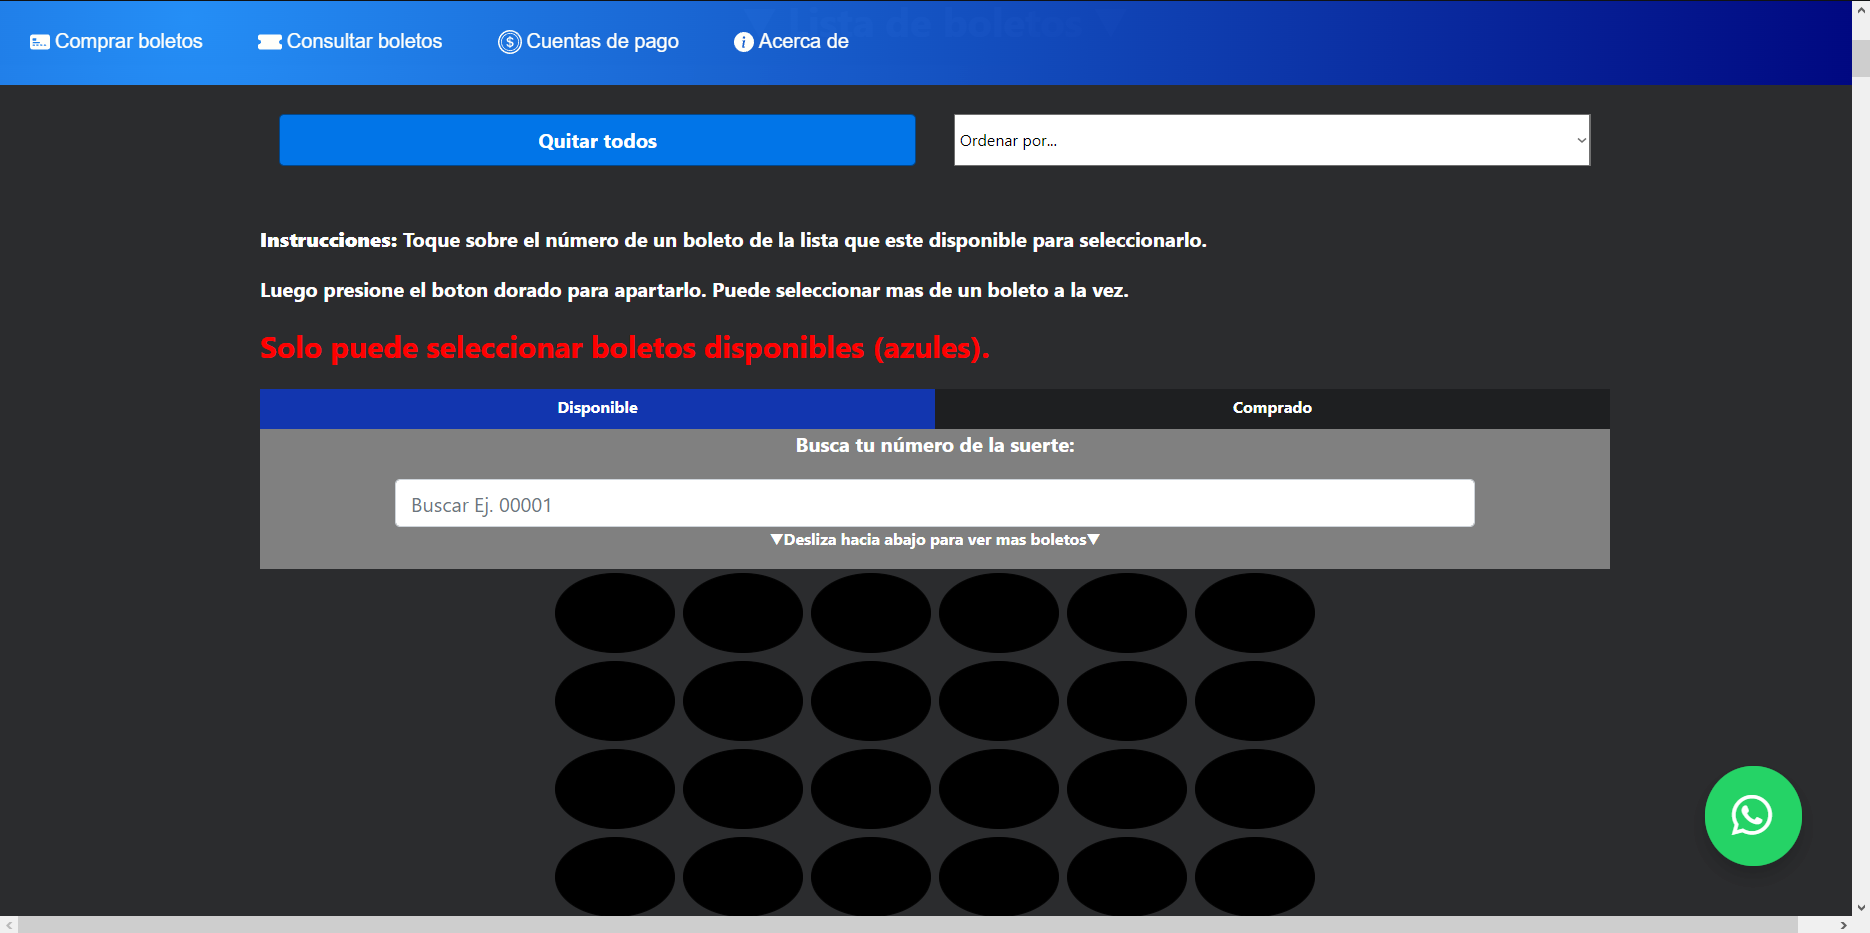 ▼ Lista de boletos ▼
Comprar boletos
Consultar boletos
Cuentas de pago
Acerca de
Quitar todos
Ordenar por...
Instrucciones: Toque sobre el número de un boleto de la lista que este disponible para seleccionarlo.
Luego presione el boton dorado para apartarlo. Puede seleccionar mas de un boleto a la vez.
Solo puede seleccionar boletos disponibles (azules).
Disponible
Comprado
Busca tu número de la suerte:
Buscar Ej. 00001
▼Desliza hacia abajo para ver mas boletos▼